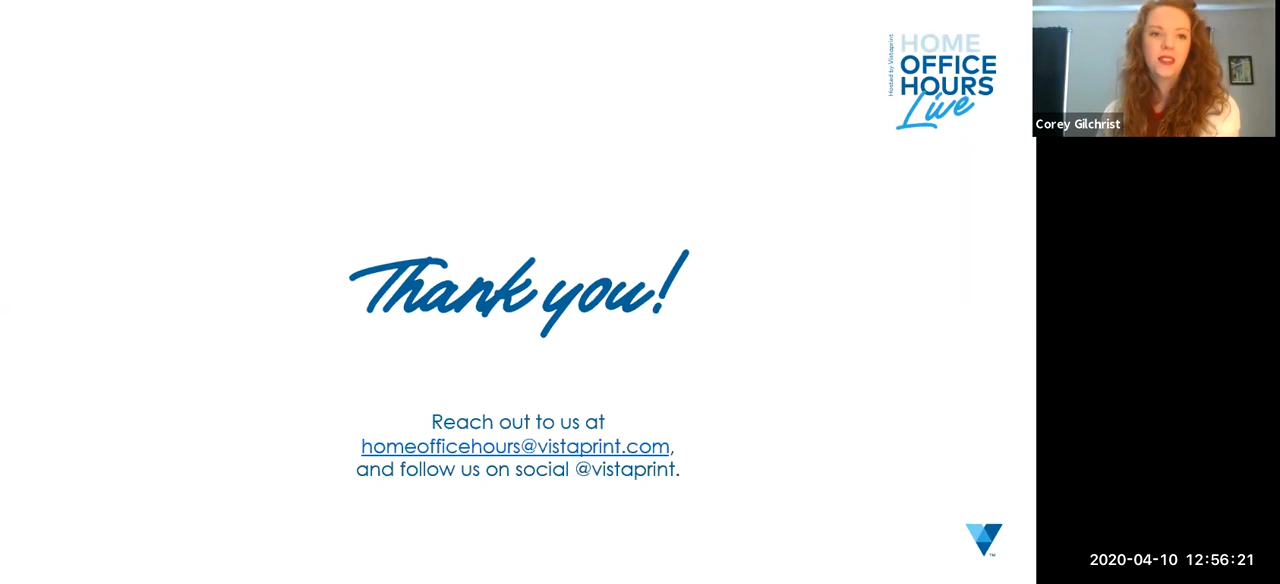 Hosted by Vistaprint
HOME
OFFICE
HOURS
Live
Corey Gilchrist
Thank you!
Reach out to us at
homeofficehours@vistaprint.com,
and follow us on social @vistaprint.
TM
2020-04-10 12:56:21